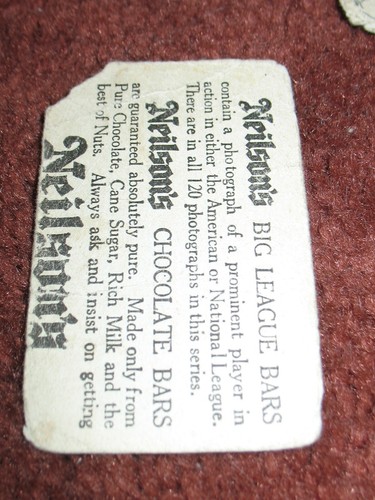 Neilson's BIG LEAGUE BARS
contain a photograph of a prominent player in
action in either the American or National League.
There are in all 120 photographs in this series.
Neilson's CHOCOLATE BARS
are guaranteed absolutely pure. Made only from
Pure Chocolate, Cane Sugar, Rich Milk and the
best of Nuts. Always ask and insist on getting
Neilson's